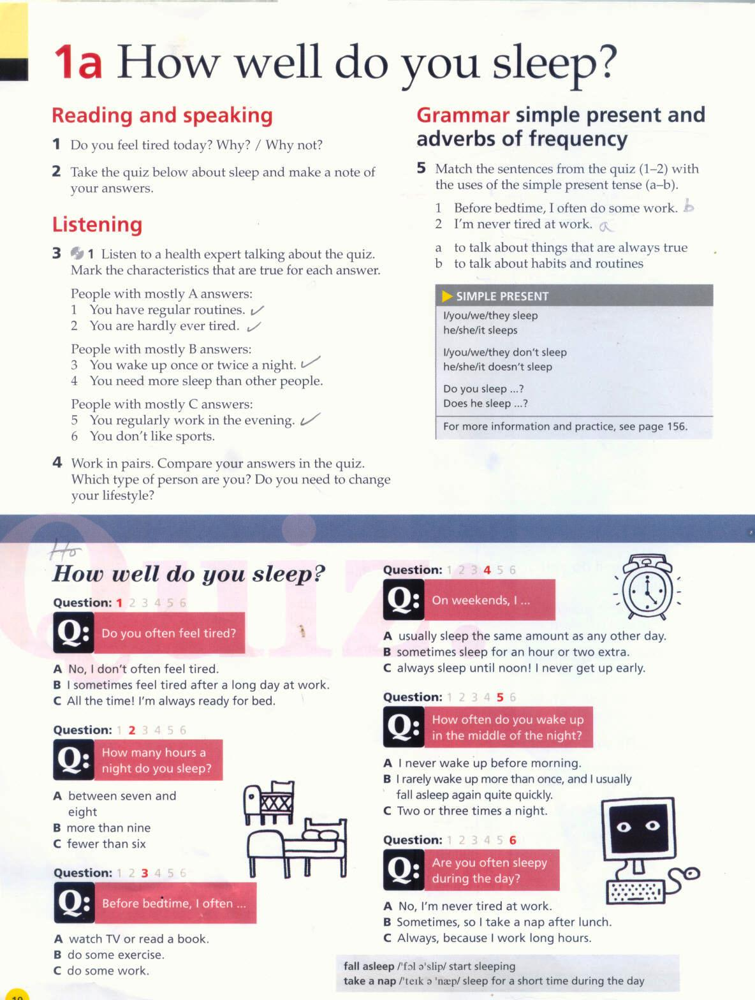 1a How well do you sleep?
Reading and speaking
1 Do you feel tired today? Why? / Why not?
2 Take the quiz below about sleep and make a note of
your answers.
Listening
3 1 Listen to a health expert talking about the quiz.
Mark the characteristics that are true for each answer.
People with mostly A answers:
1 You have regular routines. ✓
2 You are hardly ever tired. ✓
People with mostly B answers:
3 You wake up once or twice a night. ✓
4 You need more sleep than other people.
People with mostly C answers:
5 You regularly work in the evening. ✓
6 You don't like sports.
4 Work in pairs. Compare your answers in the quiz.
Which type of person are you? Do you need to change
your lifestyle?
Grammar simple present and
adverbs of frequency
5 Match the sentences from the quiz (1–2) with
the uses of the simple present tense (a–b).
1 Before bedtime, I often do some work. b
2 I'm never tired at work. a
a to talk about things that are always true
b to talk about habits and routines
▶ SIMPLE PRESENT
I/you/we/they sleep
he/she/it sleeps
I/you/we/they don't sleep
he/she/it doesn't sleep
Do you sleep ...?
Does he sleep ...?
For more information and practice, see page 156.
Quiz:
Ho
How well do you sleep?
Question: 1 2 3 4 5 6
Q: Do you often feel tired?
A No, I don't often feel tired.
B I sometimes feel tired after a long day at work.
C All the time! I'm always ready for bed.
Question: 1 2 3 4 5 6
Q: How many hours a
night do you sleep?
A between seven and
eight
B more than nine
C fewer than six
Question: 1 2 3 4 5 6
Q: Before bedtime, I often ...
A watch TV or read a book.
B do some exercise.
C do some work.
Question: 1 2 3 4 5 6
Q: On weekends, I ...
A usually sleep the same amount as any other day.
B sometimes sleep for an hour or two extra.
C always sleep until noon! I never get up early.
Question: 1 2 3 4 5 6
Q: How often do you wake up
in the middle of the night?
A I never wake up before morning.
B I rarely wake up more than once, and I usually
fall asleep again quite quickly.
C Two or three times a night.
Question: 1 2 3 4 5 6
Q: Are you often sleepy
during the day?
A No, I'm never tired at work.
B Sometimes, so I take a nap after lunch.
C Always, because I work long hours.
fall asleep /ˈfɔl əˈslip/ start sleeping
take a nap /ˈteɪk ə ˈnæp/ sleep for a short time during the day
10